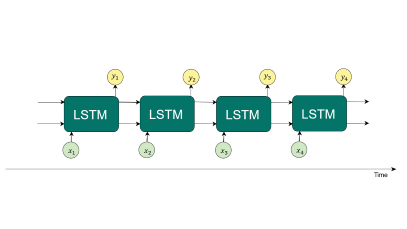 y₁ y₂ y₃ y₄
LSTM LSTM LSTM LSTM
x₁ x₂ x₃ x₄
Time